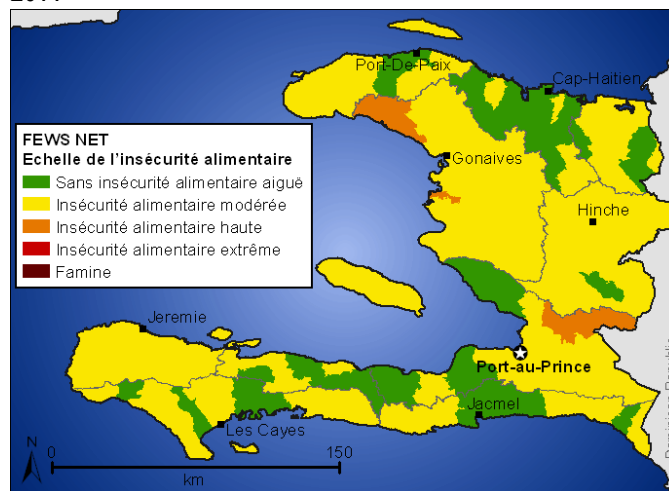 Port-De-Paix
Cap-Haitien
FEWS NET
Echelle de l'insécurité alimentaire
Sans insécurité alimentaire aiguë
Insécurité alimentaire modérée
Insécurité alimentaire haute
Insécurité alimentaire extrême
Famine
Gonaives
Hinche
Jeremie
Port-au-Prince
Jacmel
Les Cayes
N
0
150
km